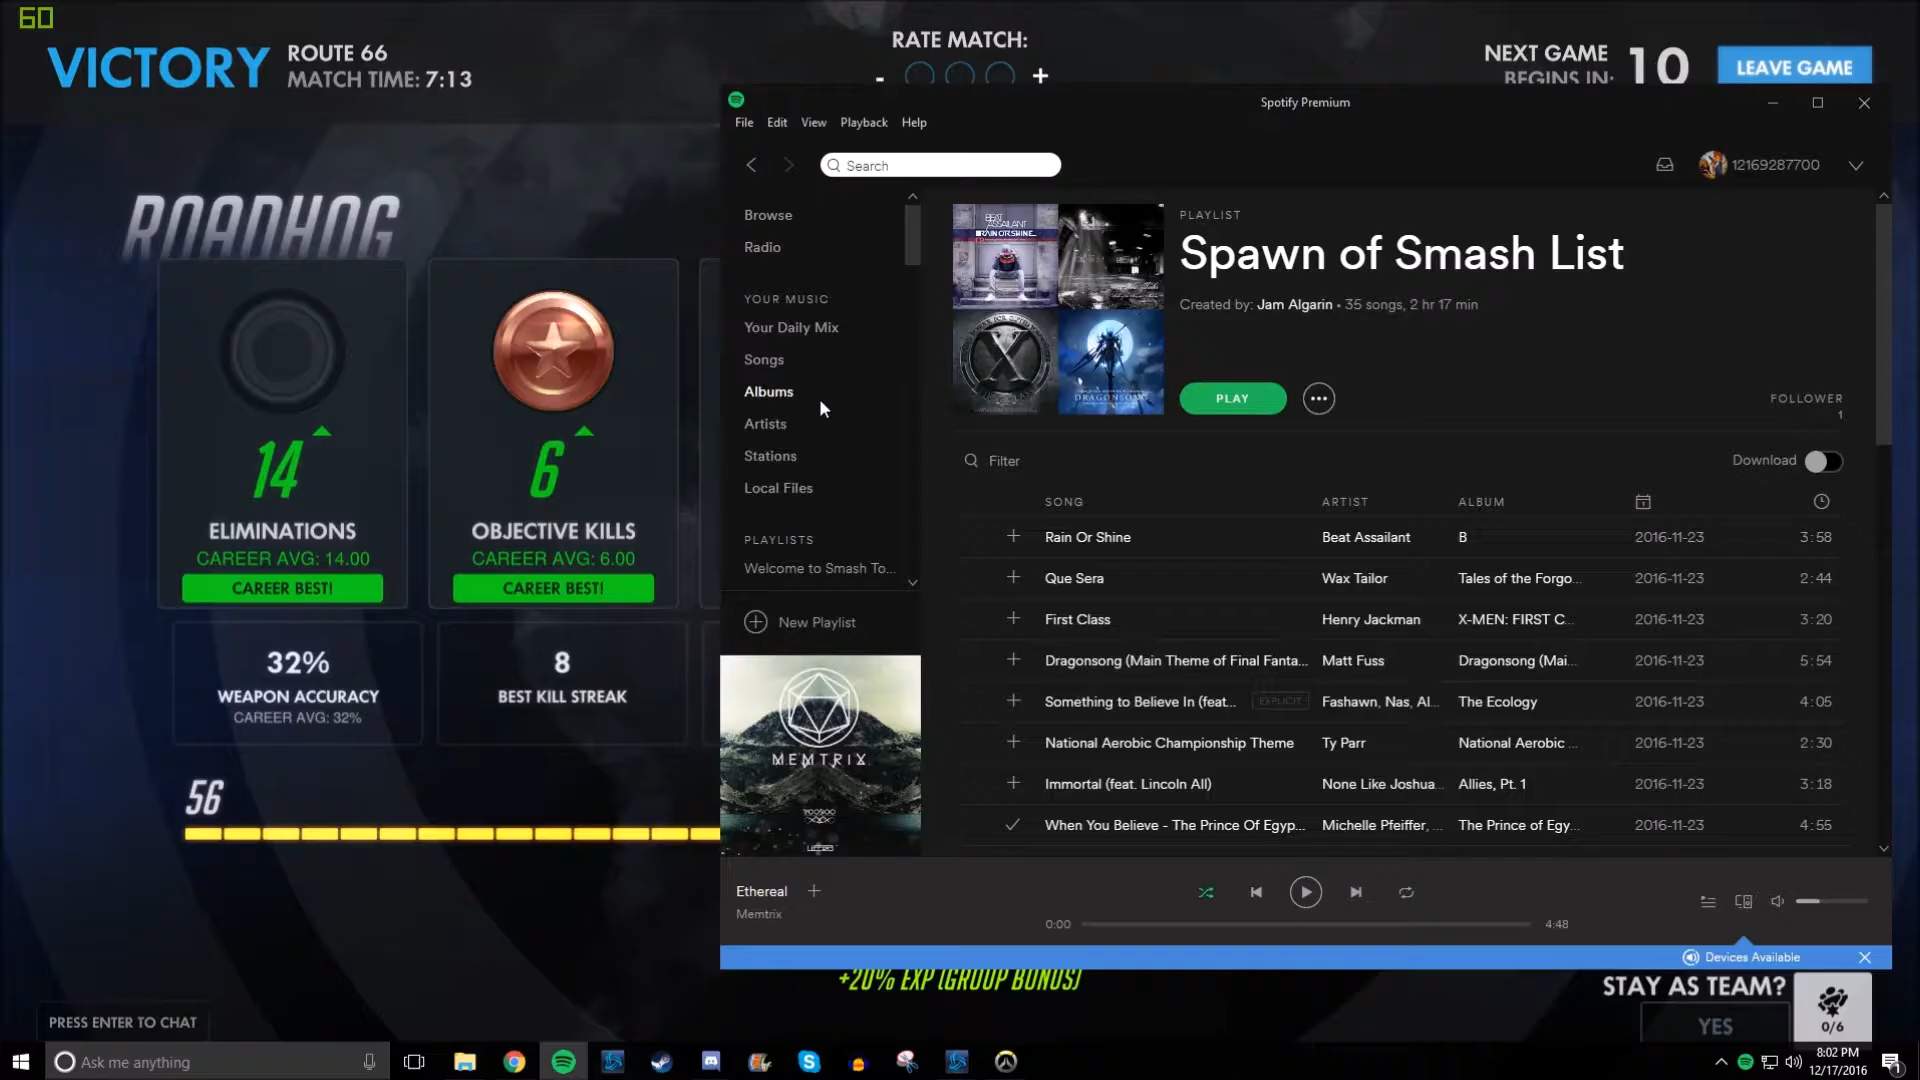 60
VICTORY
ROUTE 66
MATCH TIME: 7:13
RATE MATCH:
- +
NEXT GAME
BEGINS IN:
10
LEAVE GAME
Spotify Premium
File Edit View Playback Help
Search
12169287700
ROADHOG
14
ELIMINATIONS
CAREER AVG: 14.00
CAREER BEST!
6
OBJECTIVE KILLS
CAREER AVG: 6.00
CAREER BEST!
32%
WEAPON ACCURACY
CAREER AVG: 32%
8
BEST KILL STREAK
56
Browse
Radio
YOUR MUSIC
Your Daily Mix
Songs
Albums
Artists
Stations
Local Files
PLAYLISTS
Welcome to Smash To...
New Playlist
BEAT
ASSAILANT
RAIN OR SHINE
DRAGONSONG
PLAYLIST
Spawn of Smash List
Created by: Jam Algarin • 35 songs, 2 hr 17 min
PLAY
FOLLOWER
1
Filter
Download
SONG ARTIST ALBUM
Rain Or Shine Beat Assailant B 2016-11-23 3:58
Que Sera Wax Tailor Tales of the Forgo... 2016-11-23 2:44
First Class Henry Jackman X-MEN: FIRST C... 2016-11-23 3:20
Dragonsong (Main Theme of Final Fanta... Matt Fuss Dragonsong (Mai... 2016-11-23 5:54
Something to Believe In (feat... EXPLICIT Fashawn, Nas, Al... The Ecology 2016-11-23 4:05
National Aerobic Championship Theme Ty Parr National Aerobic ... 2016-11-23 2:30
Immortal (feat. Lincoln All) None Like Joshua... Allies, Pt. 1 2016-11-23 3:18
When You Believe - The Prince Of Egyp... Michelle Pfeiffer, ... The Prince of Egy... 2016-11-23 4:55
MEMTRIX
Ethereal
Memtrix
0:00
4:48
Devices Available
+20% EXP (GROUP BONUS)
STAY AS TEAM?
YES
0/6
PRESS ENTER TO CHAT
Ask me anything
8:02 PM
12/17/2016
1